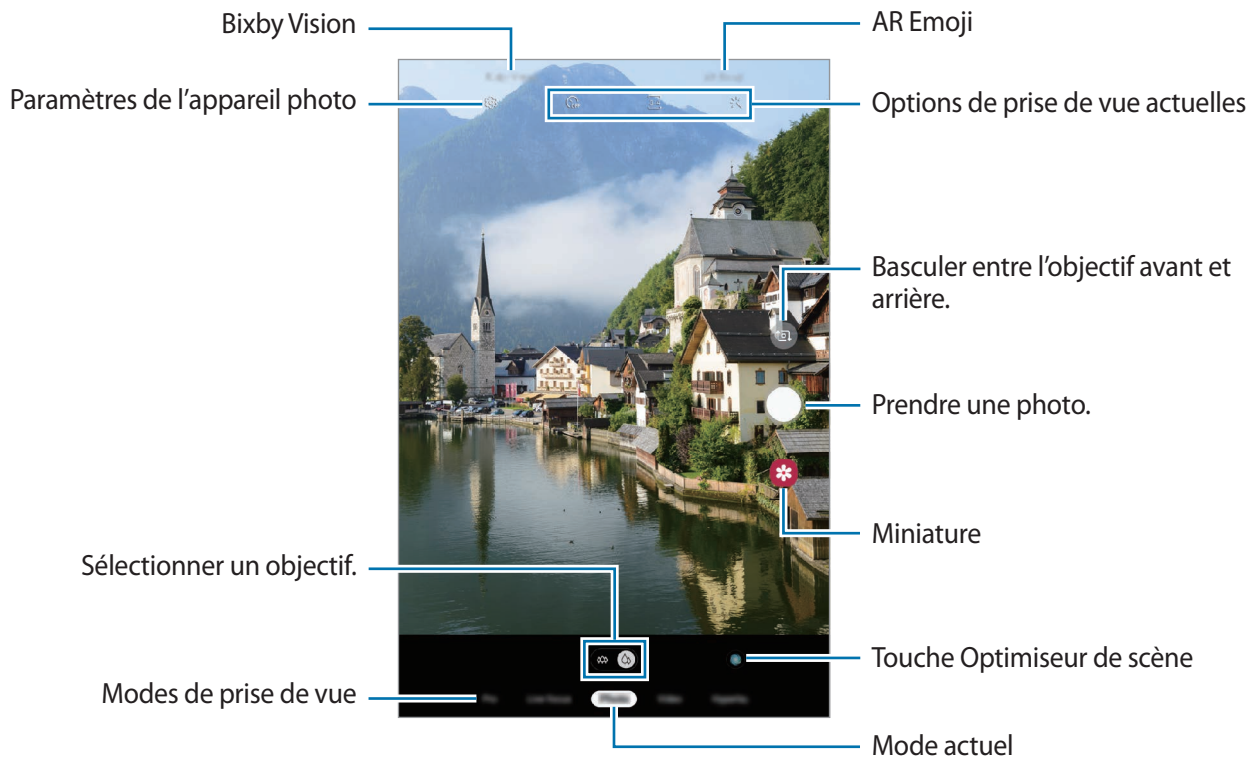 Bixby Vision
AR Emoji
Paramètres de l'appareil photo
Options de prise de vue actuelles
Basculer entre l'objectif avant et
arrière.
Prendre une photo.
Miniature
Sélectionner un objectif.
Touche Optimiseur de scène
Modes de prise de vue
Photo
Mode actuel